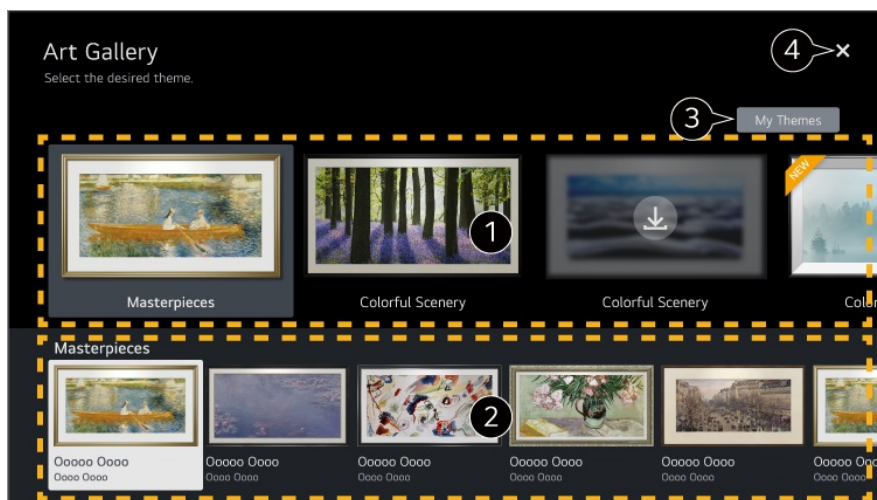 Art Gallery
Select the desired theme.
4
3
My Themes
NEW
1
Masterpieces
Colorful Scenery
Colorful Scenery
Masterpieces
2
Ooooo Oooo
Ooooo Oooo
Ooooo Oooo
Ooooo Oooo
Ooooo Oooo
Oooo Oooo
Oooo Oooo
Oooo Oooo
Oooo Oooo
Oooo Oooo
Oooo Oooo